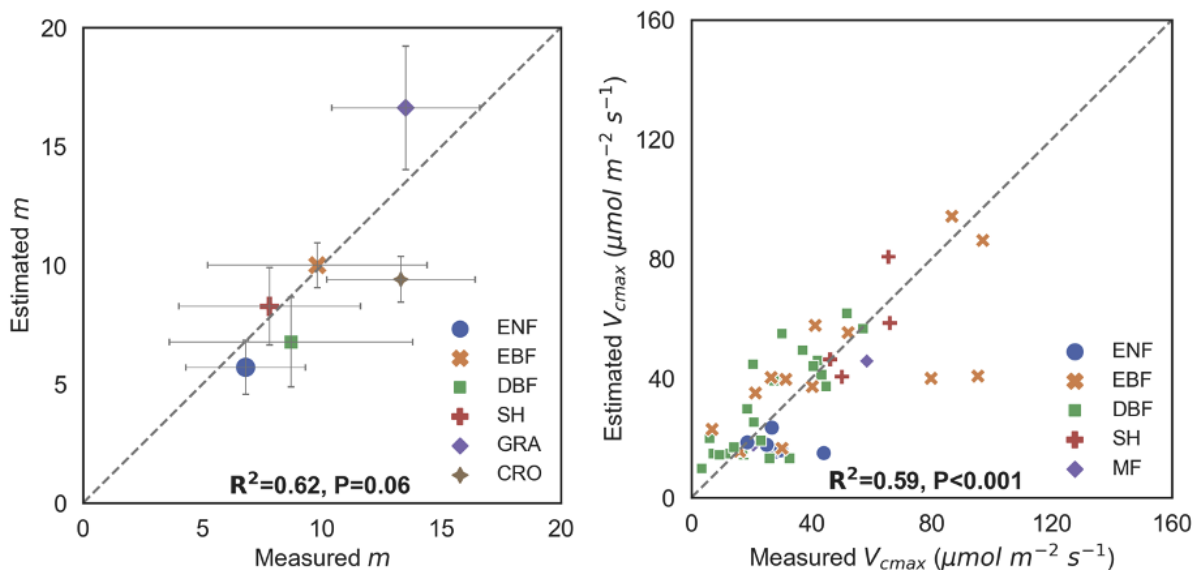 20
15
10
5
0
0
5
10
15
20
Estimated m
Measured m
ENF
EBF
DBF
SH
GRA
CRO
R²=0.62, P=0.06
160
120
80
40
0
0
40
80
120
160
Estimated V_cmax (μmol m⁻² s⁻¹)
Measured V_cmax (μmol m⁻² s⁻¹)
ENF
EBF
DBF
SH
MF
R²=0.59, P<0.001